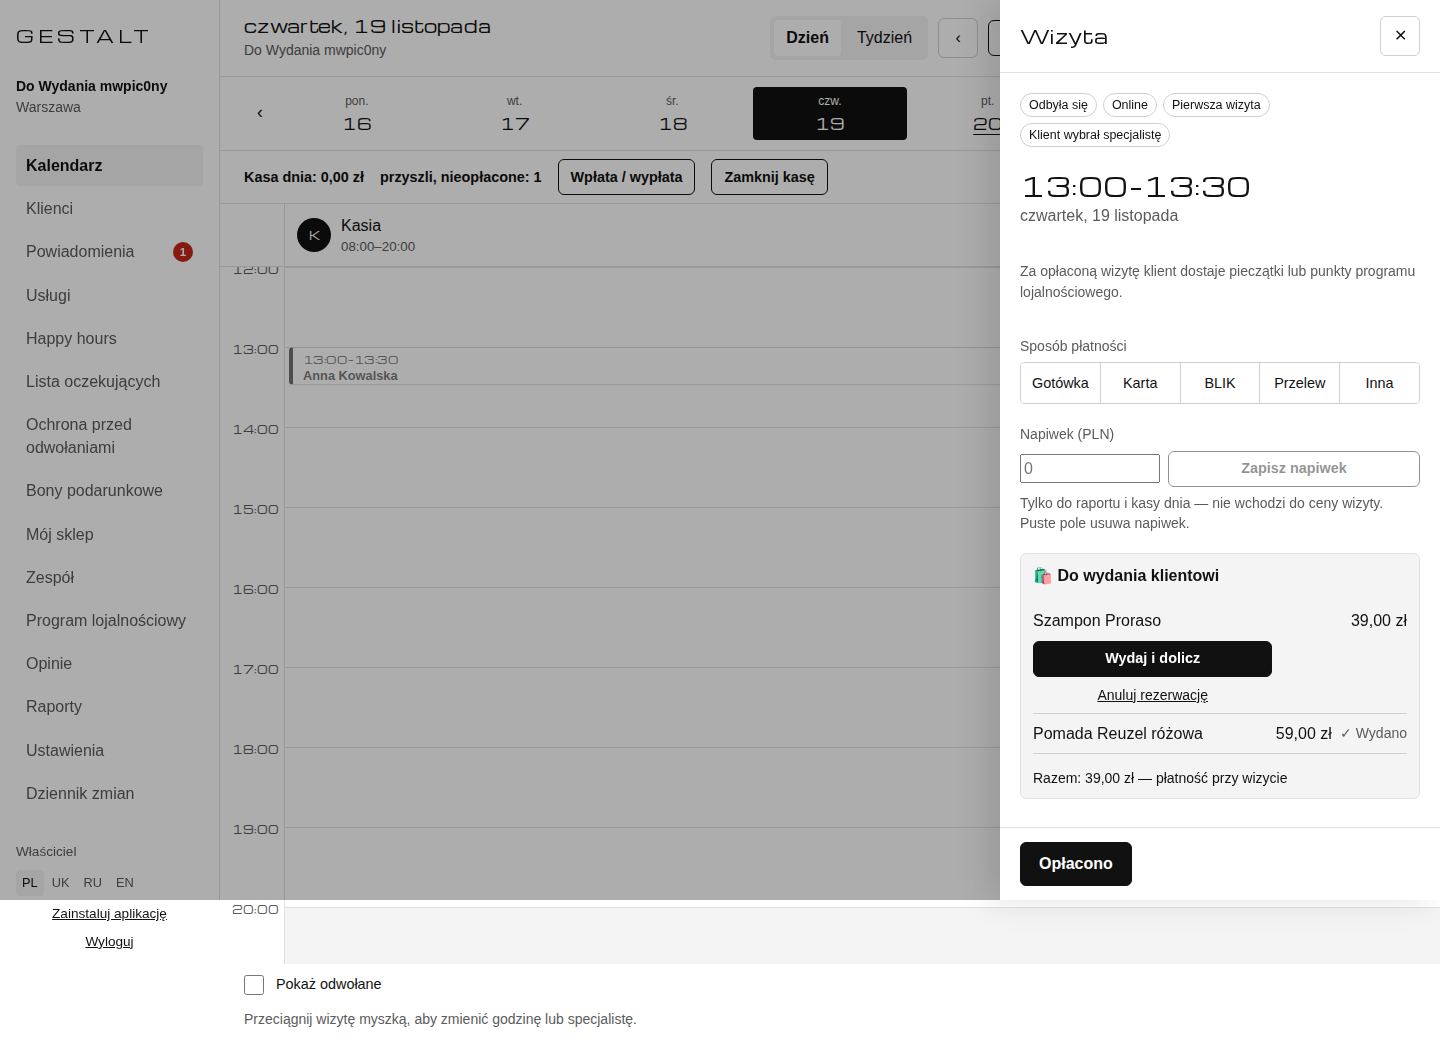 GESTALT
Do Wydania mwpic0ny
Warszawa
Kalendarz
Klienci
Powiadomienia 1
Usługi
Happy hours
Lista oczekujących
Ochrona przed
odwołaniami
Bony podarunkowe
Mój sklep
Zespół
Program lojalnościowy
Opinie
Raporty
Ustawienia
Dziennik zmian
Właściciel
PL UK RU EN
Zainstaluj aplikację
Wyloguj
czwartek, 19 listopada
Do Wydania mwpic0ny
Dzień Tydzień ‹
‹ pon. wt. śr. czw. pt.
16 17 18 19 20
Kasa dnia: 0,00 zł przyszli, nieopłacone: 1 Wpłata / wypłata Zamknij kasę
K Kasia
08:00–20:00
12:00
13:00
13:00-13:30
Anna Kowalska
14:00
15:00
16:00
17:00
18:00
19:00
20:00
Pokaż odwołane
Przeciągnij wizytę myszką, aby zmienić godzinę lub specjalistę.
Wizyta ✕
Odbyła się Online Pierwsza wizyta
Klient wybrał specjalistę
13:00-13:30
czwartek, 19 listopada
Za opłaconą wizytę klient dostaje pieczątki lub punkty programu
lojalnościowego.
Sposób płatności
Gotówka Karta BLIK Przelew Inna
Napiwek (PLN)
0 Zapisz napiwek
Tylko do raportu i kasy dnia — nie wchodzi do ceny wizyty.
Puste pole usuwa napiwek.
🛍️ Do wydania klientowi
Szampon Proraso 39,00 zł
Wydaj i dolicz
Anuluj rezerwację
Pomada Reuzel różowa 59,00 zł ✓ Wydano
Razem: 39,00 zł — płatność przy wizycie
Opłacono